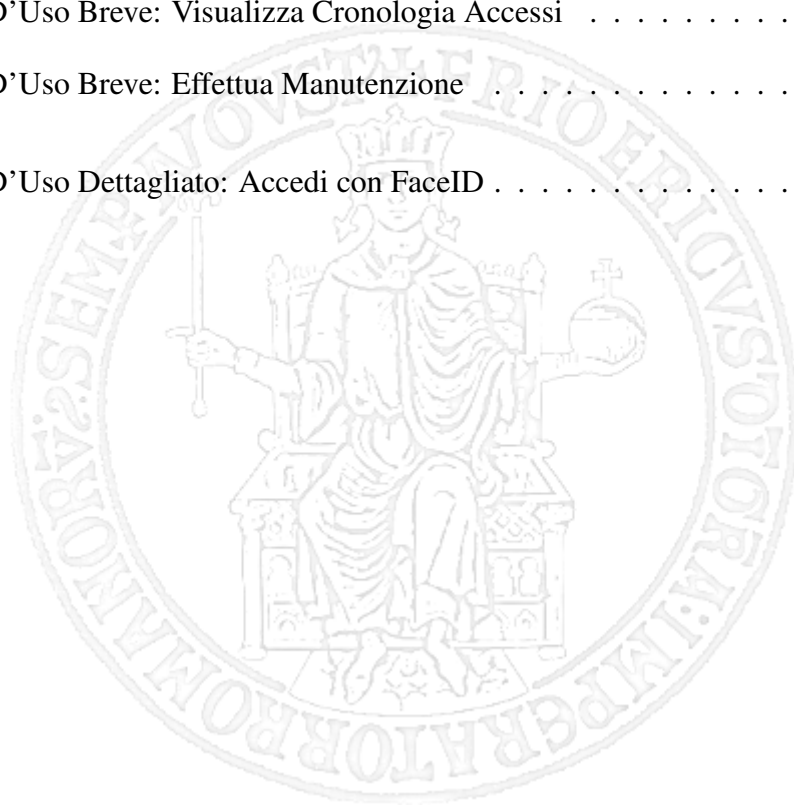 D’Uso Breve: Visualizza Cronologia Accessi . . . . . . . . .
D’Uso Breve: Effettua Manutenzione . . . . . . . . . . . . .
D’Uso Dettagliato: Accedi con FaceID . . . . . . . . . . . . .